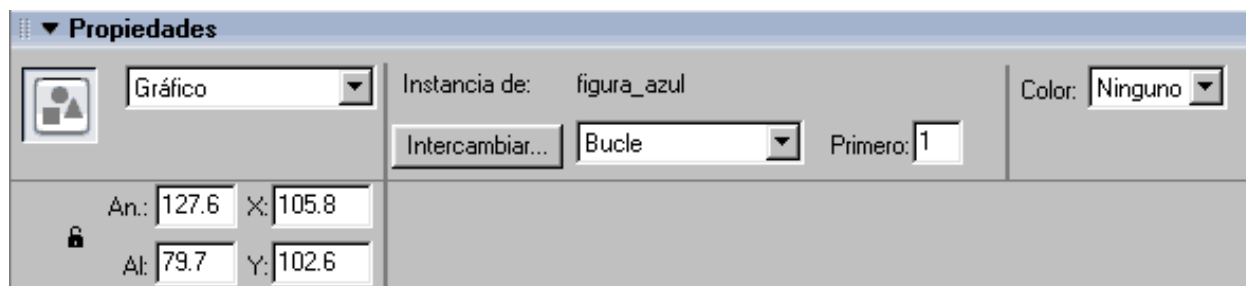 Propiedades
Gráfico Instancia de: figura_azul Color: Ninguno
Intercambiar... Bucle Primero: 1
An.: 127.6 X: 105.8
Al: 79.7 Y: 102.6